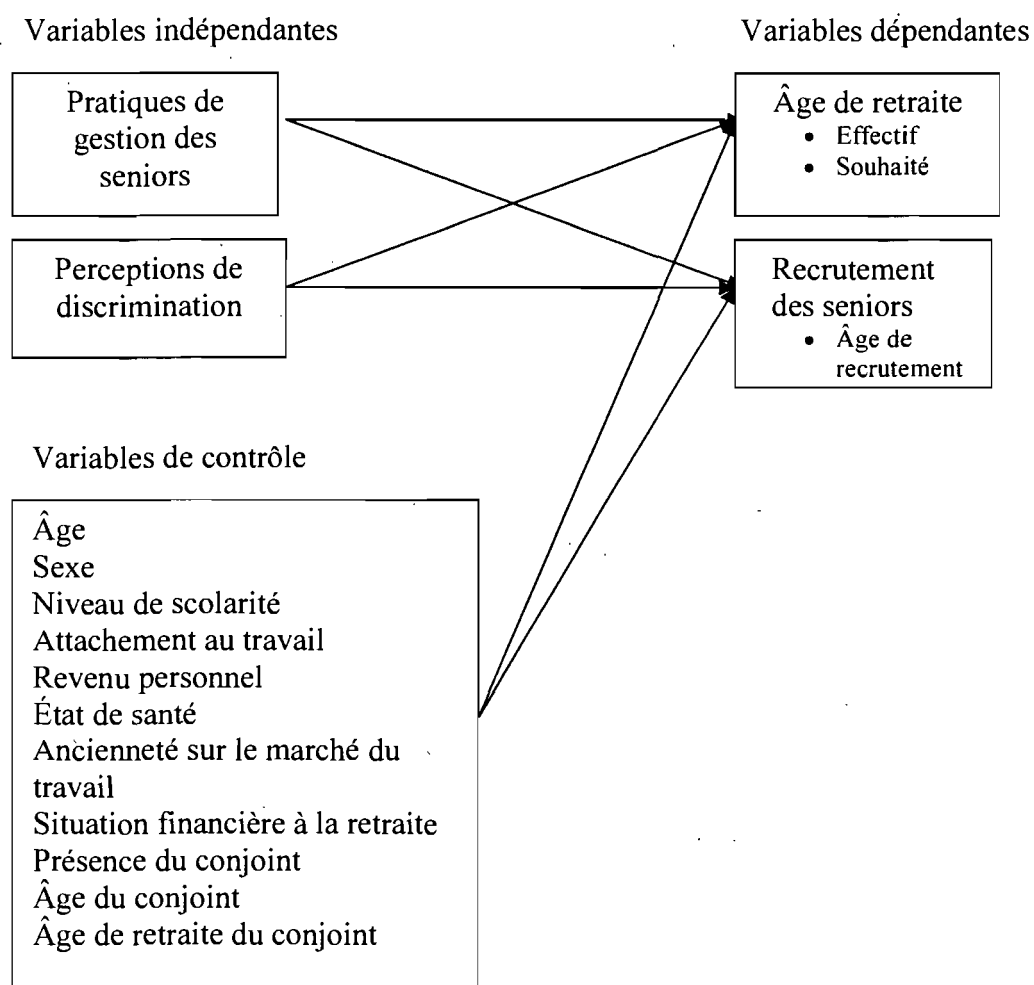 Variables indépendantes
Variables dépendantes
Pratiques de
gestion des
seniors
Âge de retraite
• Effectif
• Souhaité
Perceptions de
discrimination
Recrutement
des seniors
• Âge de
recrutement
Variables de contrôle
Âge
Sexe
Niveau de scolarité
Attachement au travail
Revenu personnel
État de santé
Ancienneté sur le marché du
travail
Situation financière à la retraite
Présence du conjoint
Âge du conjoint
Âge de retraite du conjoint